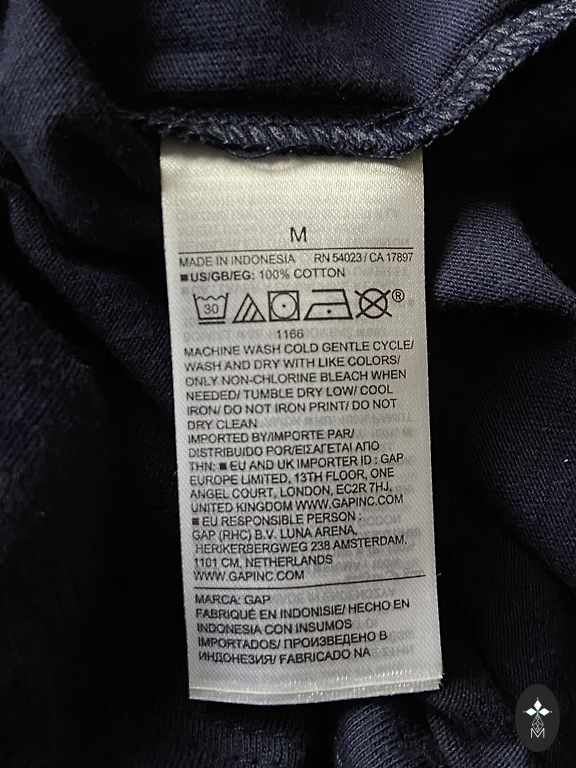 M
MADE IN INDONESIA RN 54023 / CA 17897
■ US/GB/EG: 100% COTTON
30 ®
1166
MACHINE WASH COLD GENTLE CYCLE/
WASH AND DRY WITH LIKE COLORS/
ONLY NON-CHLORINE BLEACH WHEN
NEEDED/ TUMBLE DRY LOW/ COOL
IRON/ DO NOT IRON PRINT/ DO NOT
DRY CLEAN
IMPORTED BY/IMPORTE PAR/
DISTRIBUIDO POR/ΕΙΣΑΓΕΤΑΙ ΑΠΟ
ΤΗΝ: ■ EU AND UK IMPORTER ID : GAP
EUROPE LIMITED, 13TH FLOOR, ONE
ANGEL COURT, LONDON, EC2R 7HJ,
UNITED KINGDOM WWW.GAPINC.COM
■ EU RESPONSIBLE PERSON :
GAP (RHC) B.V. LUNA ARENA,
HERIKERBERGWEG 238 AMSTERDAM,
1101 CM, NETHERLANDS
WWW.GAPINC.COM
MARCA: GAP
FABRIQUÉ EN INDONISIE/ HECHO EN
INDONESIA CON INSUMOS
IMPORTADOS/ ПРОИЗВЕДЕНО В
ИНДОНЕЗИЯ/ FABRICADO NA
M